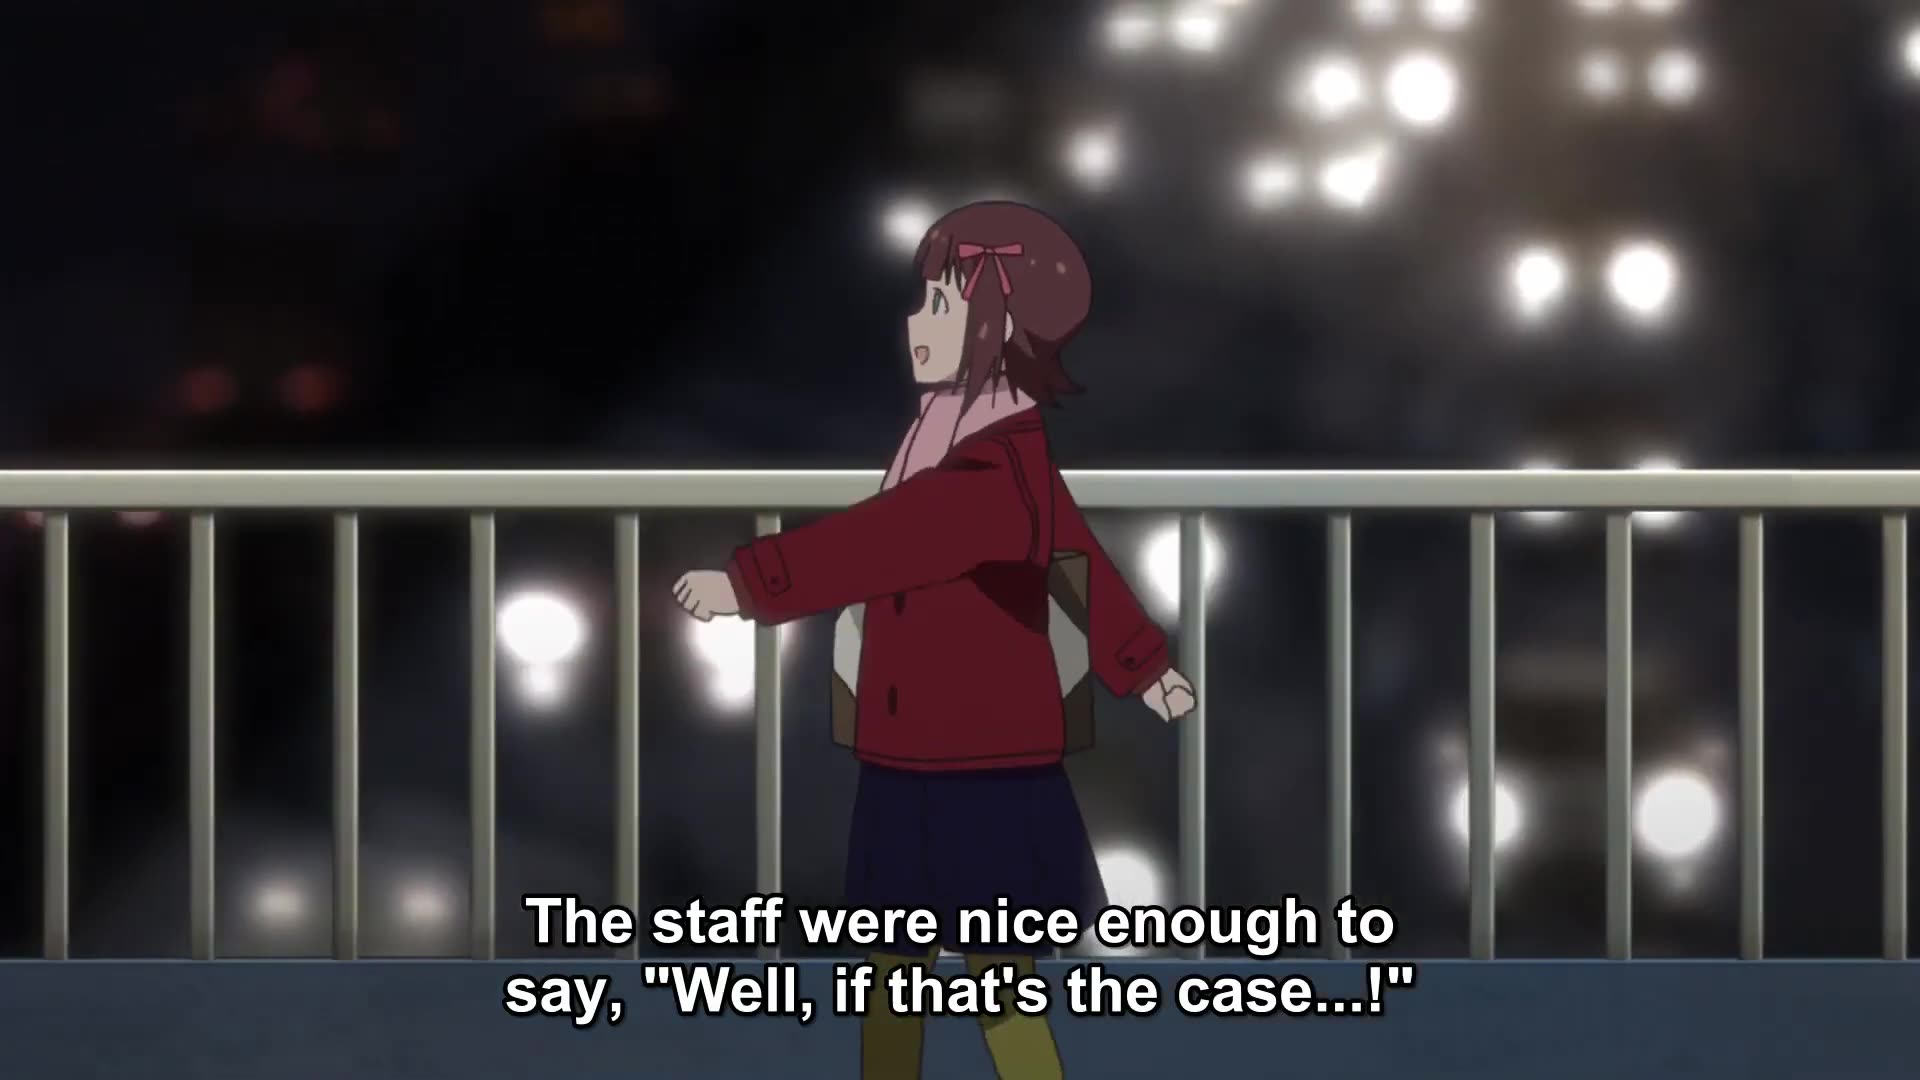 The staff were nice enough to
say, "Well, if that's the case...!"